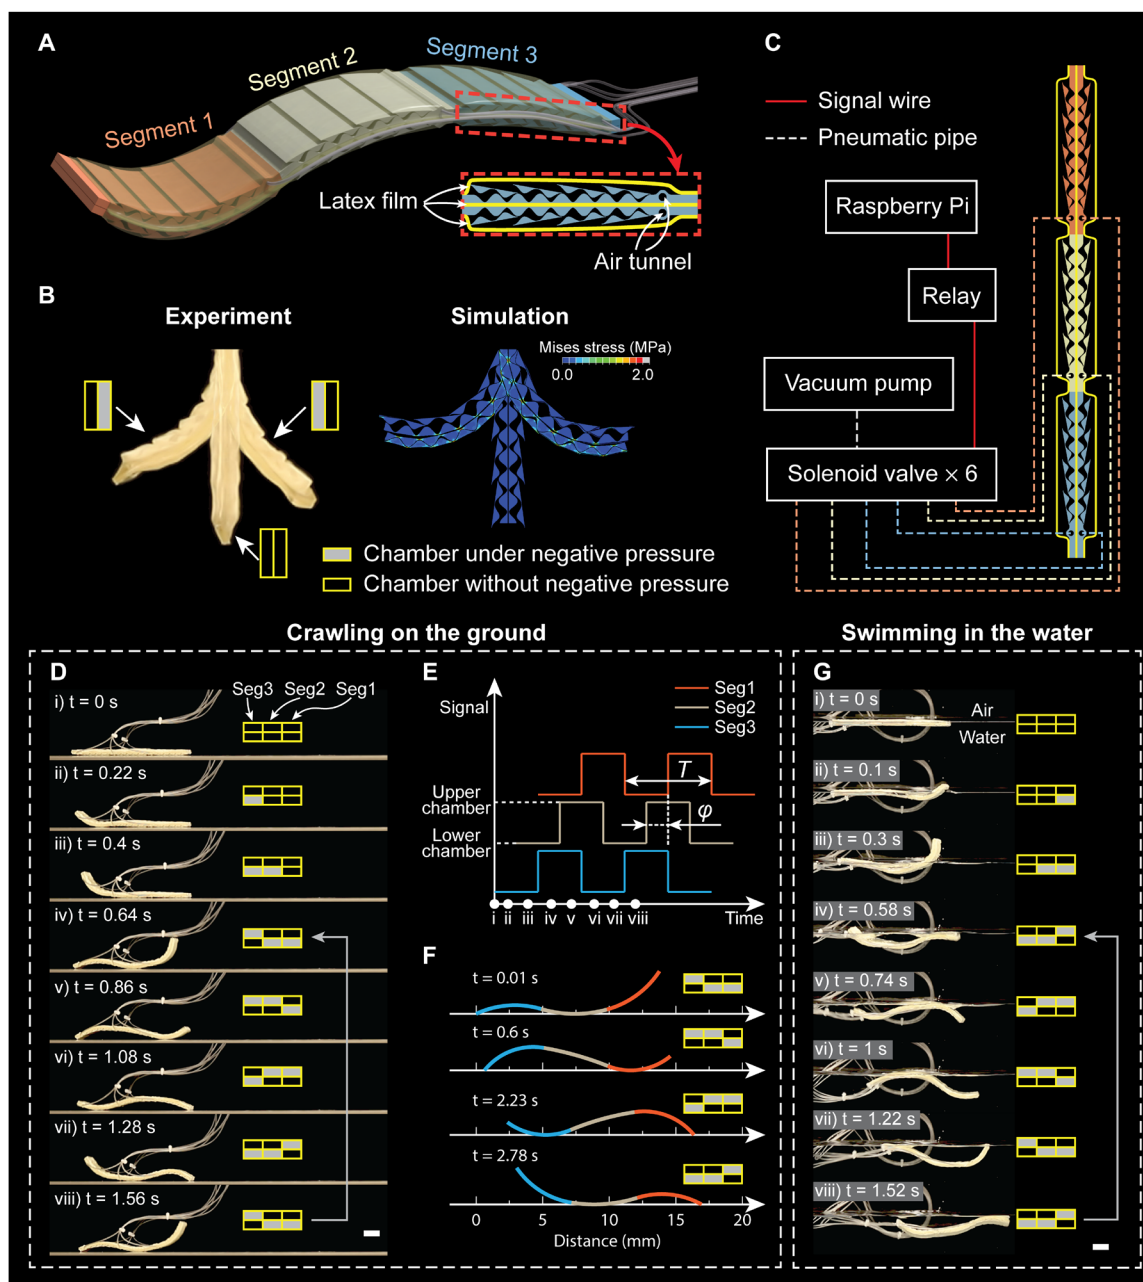 A
Segment 1
Segment 2
Segment 3
Latex film
Air tunnel
B
Experiment
Simulation
Mises stress (MPa)
0.0 2.0
Chamber under negative pressure
Chamber without negative pressure
C
Signal wire
Pneumatic pipe
Raspberry Pi
Relay
Vacuum pump
Solenoid valve × 6
Crawling on the ground
D
Seg3 Seg2 Seg1
i) t = 0 s
ii) t = 0.22 s
iii) t = 0.4 s
iv) t = 0.64 s
v) t = 0.86 s
vi) t = 1.08 s
vii) t = 1.28 s
viii) t = 1.56 s
E
Signal
Seg1
Seg2
Seg3
T
φ
Upper
chamber
Lower
chamber
i ii iii iv v vi vii viii
Time
F
t = 0.01 s
t = 0.6 s
t = 2.23 s
t = 2.78 s
0 5 10 15 20
Distance (mm)
Swimming in the water
G
i) t = 0 s
Air
Water
ii) t = 0.1 s
iii) t = 0.3 s
iv) t = 0.58 s
v) t = 0.74 s
vi) t = 1 s
vii) t = 1.22 s
viii) t = 1.52 s